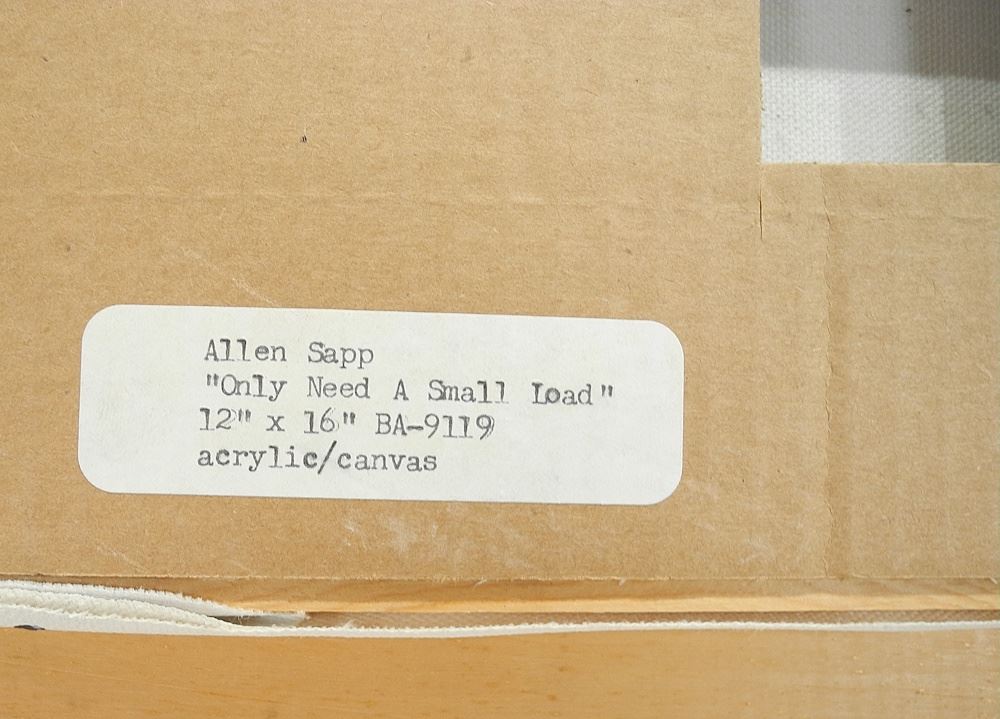 Allen Sapp
"Only Need A Small Load"
12" x 16" BA-9119
acrylic/canvas